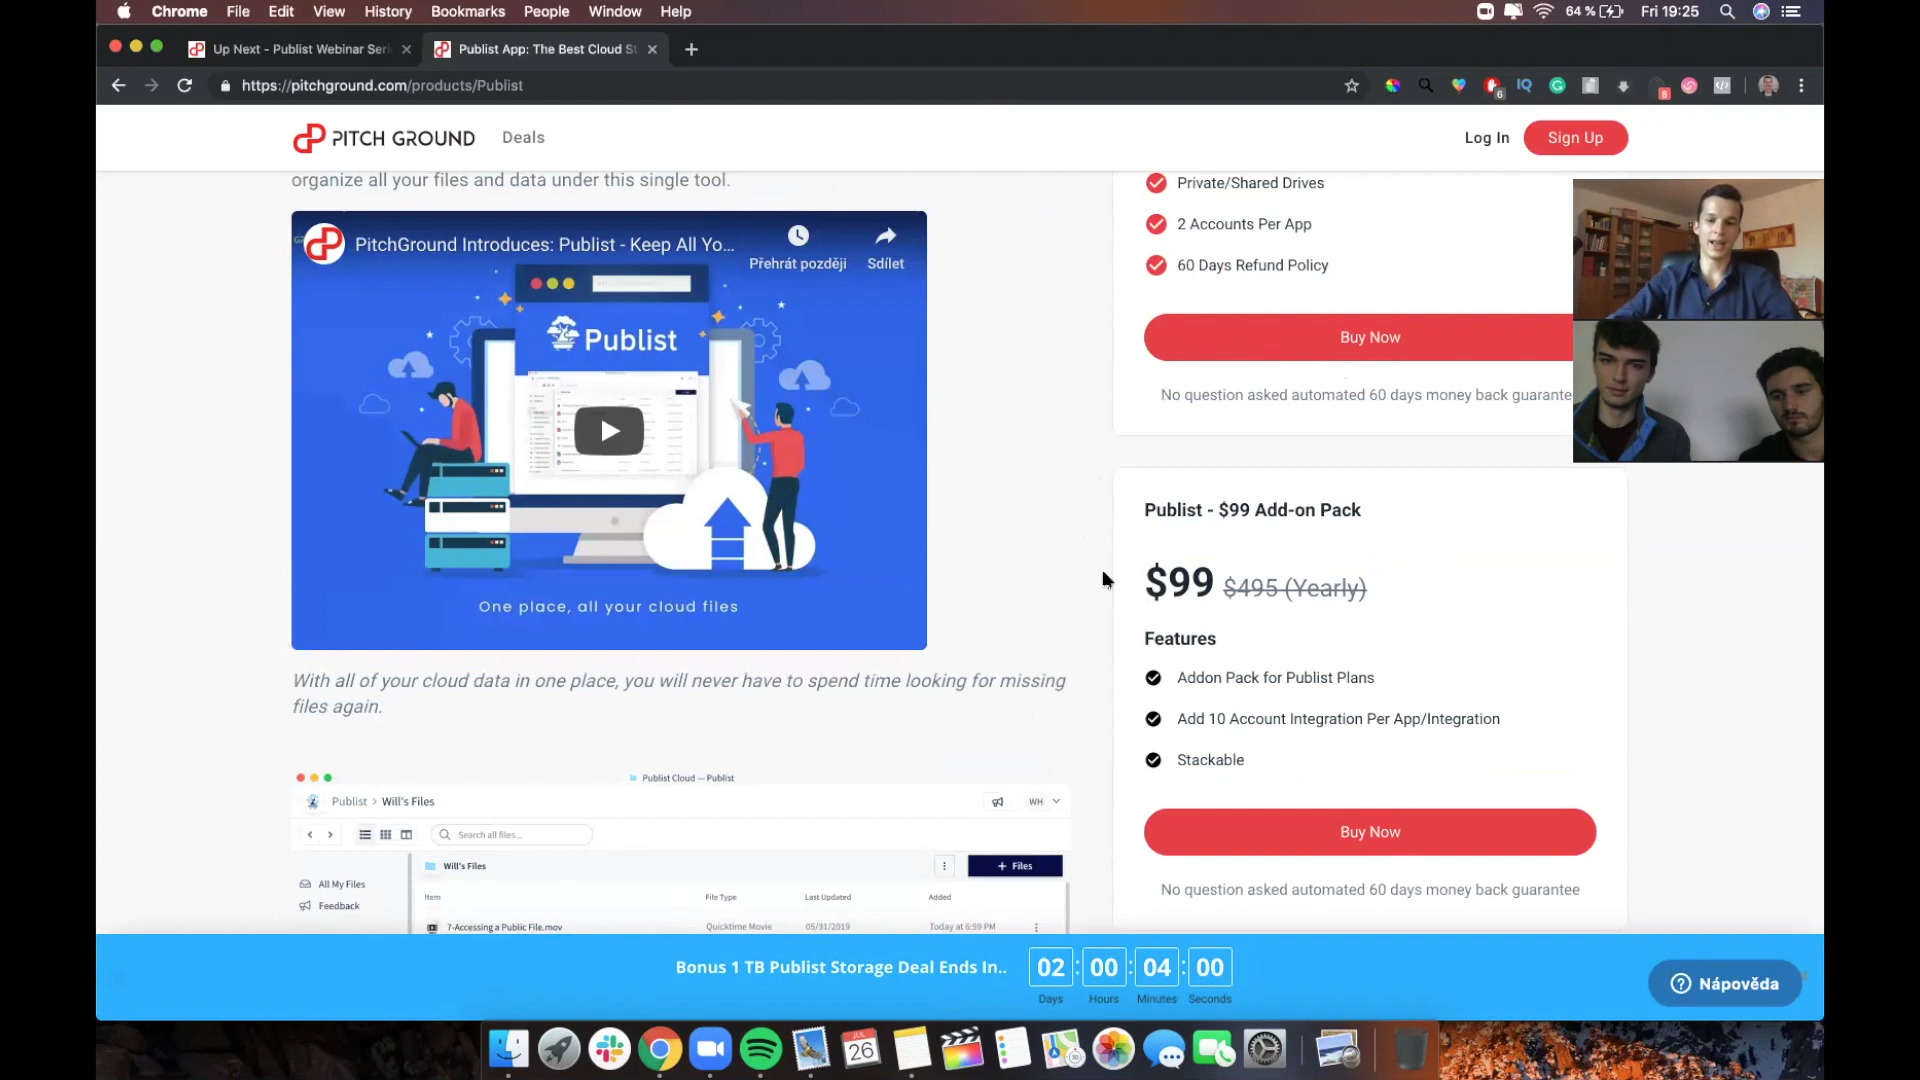 Chrome File Edit View History Bookmarks People Window Help
64 % Fri 19:25
Up Next - Publist Webinar Seri
Publist App: The Best Cloud St
https://pitchground.com/products/Publist
6
IQ
8
PITCH GROUND
Deals
Log In
Sign Up
organize all your files and data under this single tool.
PitchGround Introduces: Publist - Keep All Yo...
Přehrát později
Sdílet
Publist
One place, all your cloud files
With all of your cloud data in one place, you will never have to spend time looking for missing
files again.
Publist Cloud — Publist
Publist > Will's Files
WH
Search all files...
Will's Files
+ Files
All My Files
Feedback
Item
File Type
Last Updated
Added
7-Accessing a Public File.mov
Quicktime Movie
05/31/2019
Today at 6:59 PM
Private/Shared Drives
2 Accounts Per App
60 Days Refund Policy
Buy Now
No question asked automated 60 days money back guarante
Publist - $99 Add-on Pack
$99 $495 (Yearly)
Features
Addon Pack for Publist Plans
Add 10 Account Integration Per App/Integration
Stackable
Buy Now
No question asked automated 60 days money back guarantee
Bonus 1 TB Publist Storage Deal Ends In..
02 : 00 : 04 : 00
Days Hours Minutes Seconds
Nápověda
JUL
26